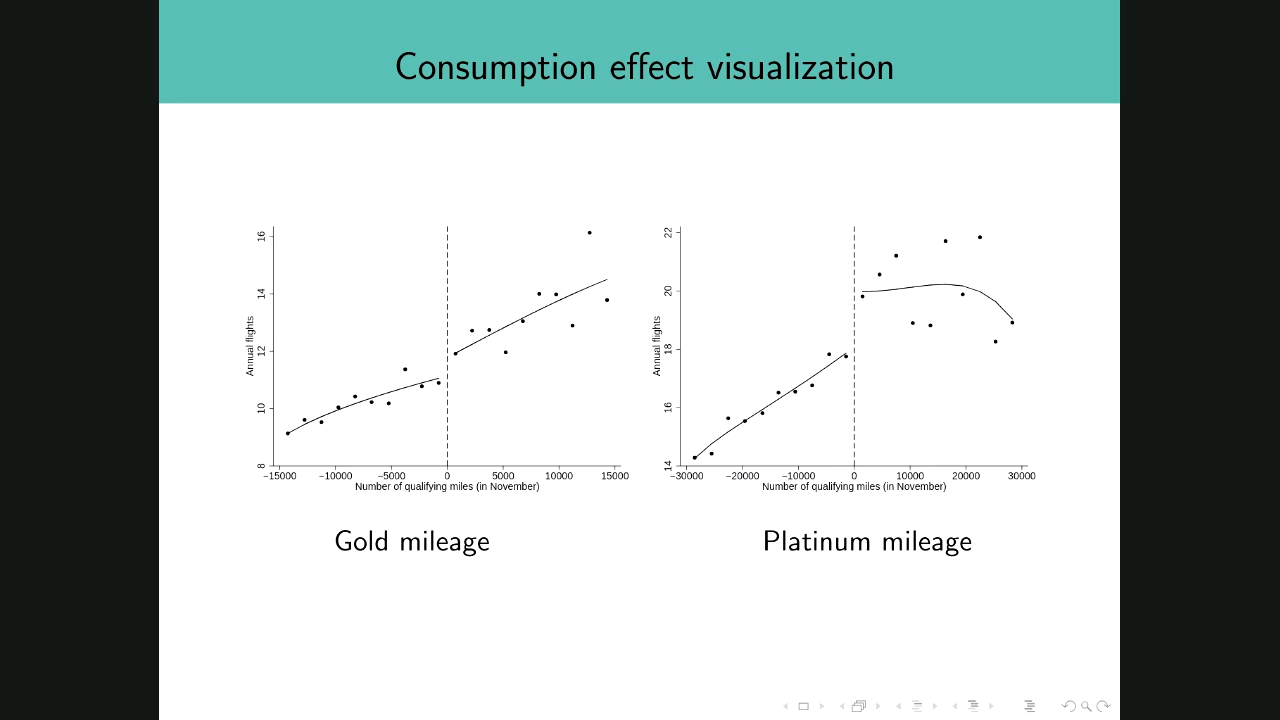 Consumption effect visualization
16
14
12
10
8
Annual flights
−15000 −10000 −5000 0 5000 10000 15000
Number of qualifying miles (in November)
22
20
18
16
14
Annual flights
−30000 −20000 −10000 0 10000 20000 30000
Number of qualifying miles (in November)
Gold mileage
Platinum mileage